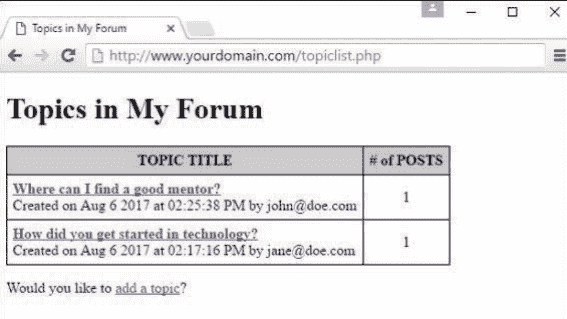 Topics in My Forum
http://www.yourdomain.com/topiclist.php
Topics in My Forum
TOPIC TITLE # of POSTS
Where can I find a good mentor?
Created on Aug 6 2017 at 02:25:38 PM by john@doe.com 1
How did you get started in technology?
Created on Aug 6 2017 at 02:17:16 PM by jane@doe.com 1
Would you like to add a topic?